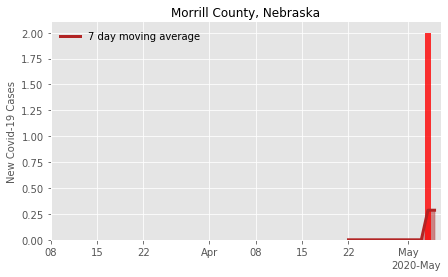 Morrill County, Nebraska
7 day moving average
New Covid-19 Cases
2.00
1.75
1.50
1.25
1.00
0.75
0.50
0.25
0.00
08 15 22 Apr 08 15 22 May
2020-May